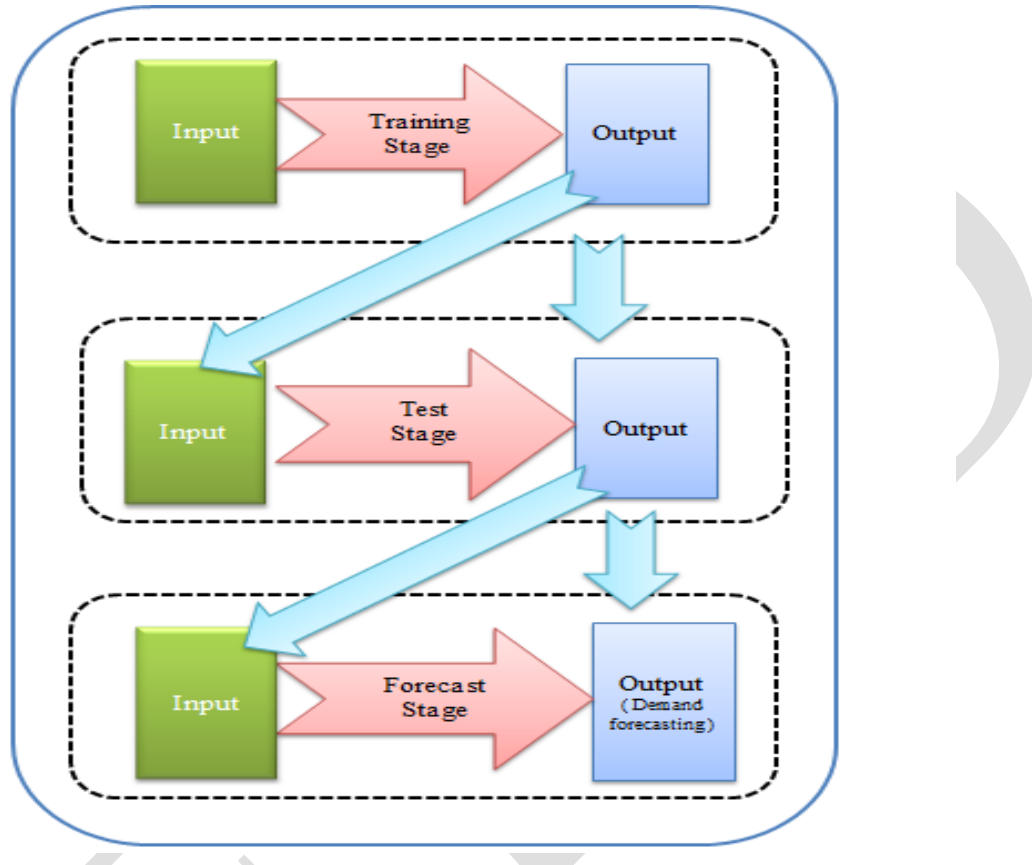 Input
Training
Stage
Output
Input
Test
Stage
Output
Input
Forecast
Stage
Output
(Demand
forecasting)